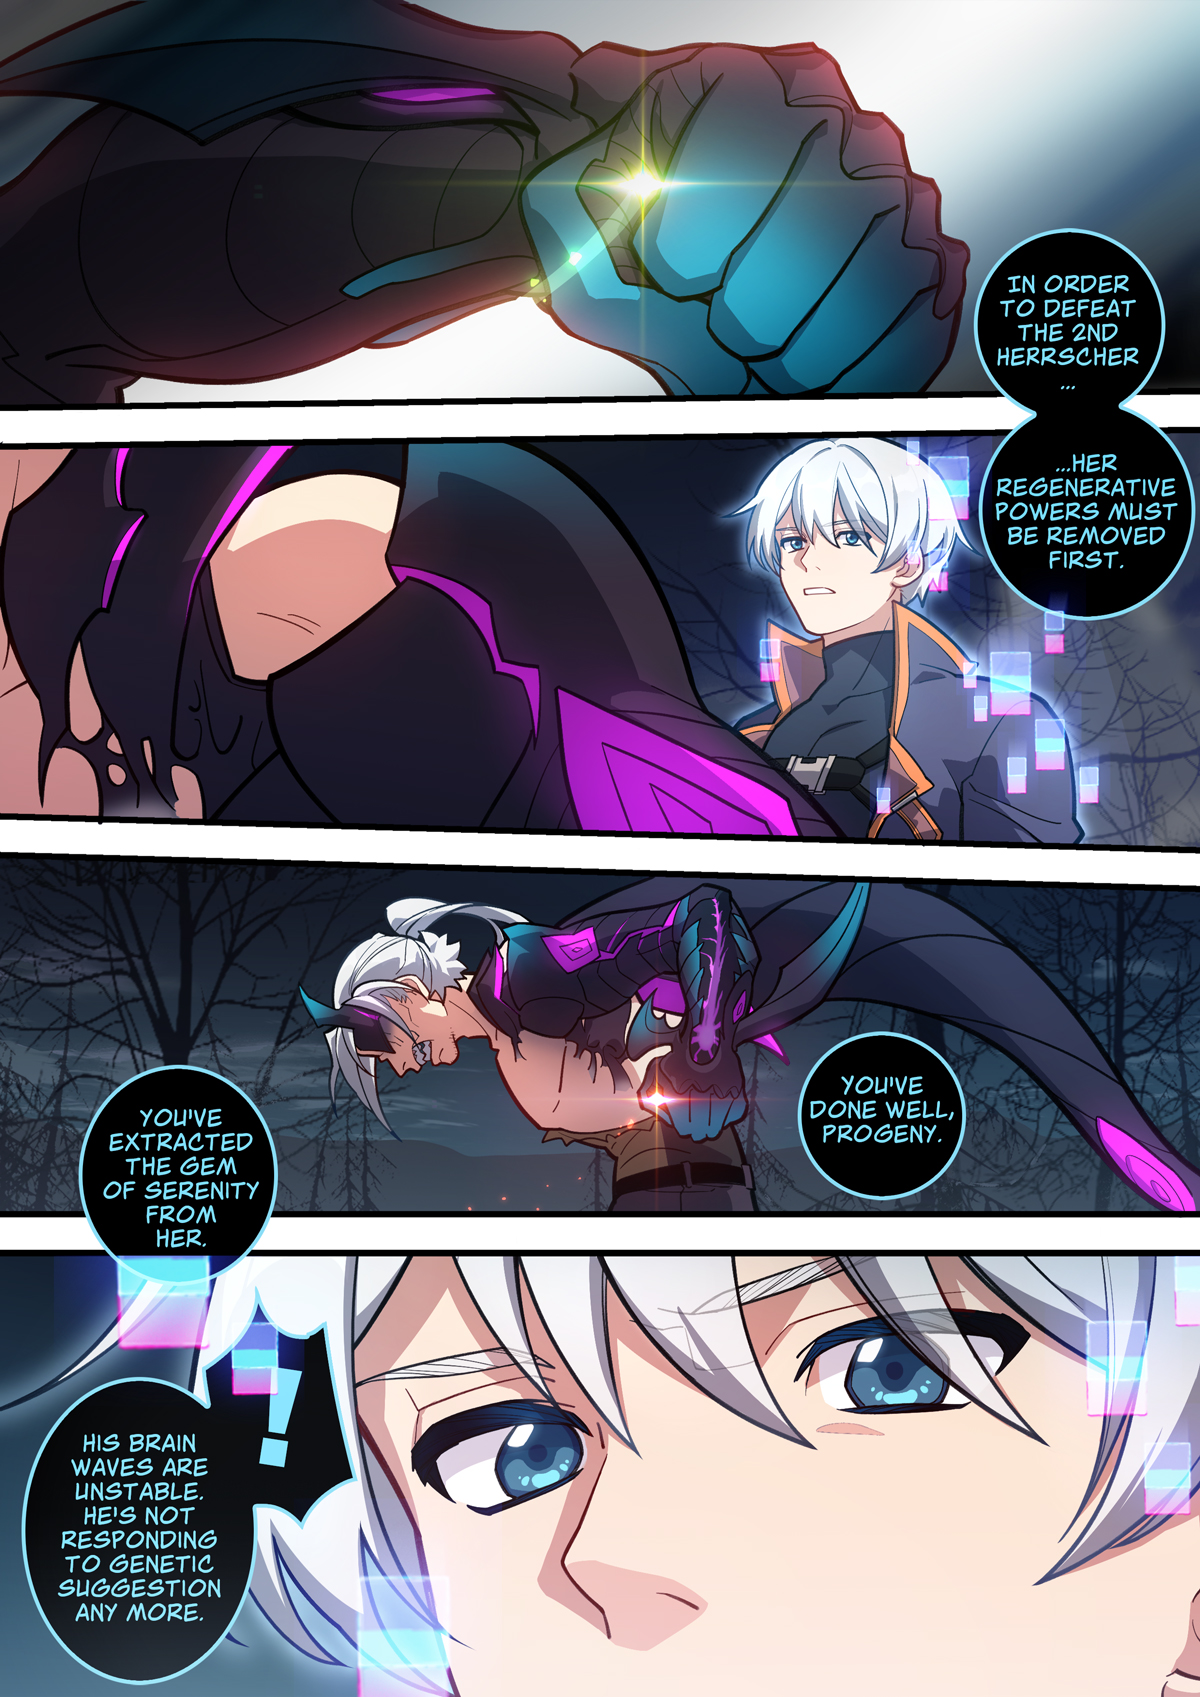 IN ORDER
TO DEFEAT
THE 2ND
HERRSCHER
...
...HER
REGENERATIVE
POWERS MUST
BE REMOVED
FIRST.
YOU'VE
DONE WELL,
PROGENY.
YOU'VE
EXTRACTED
THE GEM
OF SERENITY
FROM
HER.
!
HIS BRAIN
WAVES ARE
UNSTABLE.
HE'S NOT
RESPONDING
TO GENETIC
SUGGESTION
ANY MORE.